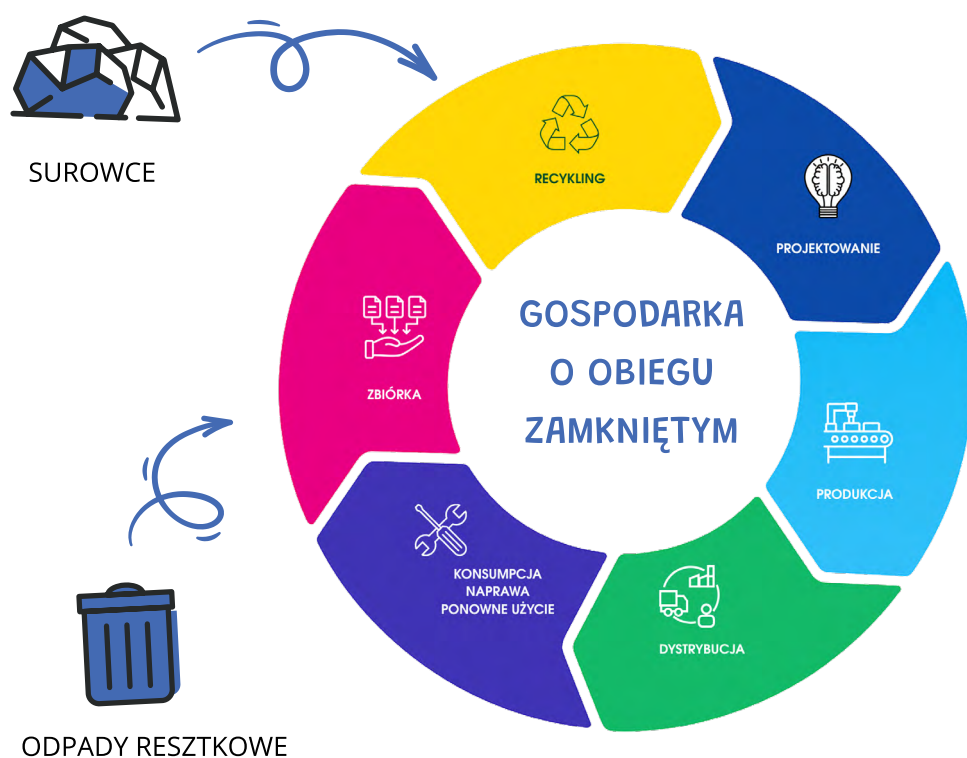 SUROWCE
RECYKLING
PROJEKTOWANIE
GOSPODARKA
O OBIEGU
ZAMKNIĘTYM
ZBIÓRKA
PRODUKCJA
KONSUMPCJA
NAPRAWA
PONOWNE UŻYCIE
DYSTRYBUCJA
ODPADY RESZTKOWE